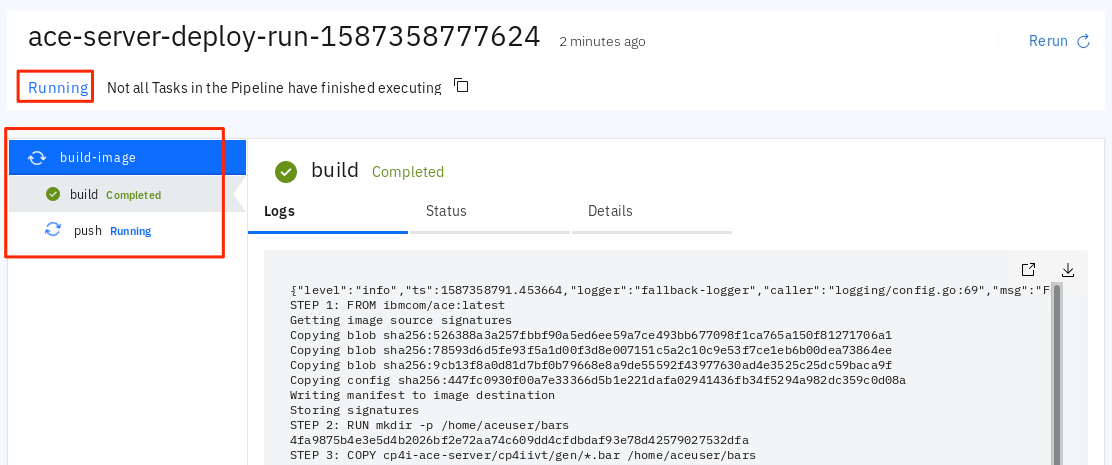 ace-server-deploy-run-1587358777624 2 minutes ago Rerun
Running Not all Tasks in the Pipeline have finished executing
build-image
build Completed
push Running
build Completed
Logs Status Details
{"level":"info","ts":1587358791.453664,"logger":"fallback-logger","caller":"logging/config.go:69","msg":"F
STEP 1: FROM ibmcom/ace:latest
Getting image source signatures
Copying blob sha256:526388a3a257fbbf90a5ed6ee59a7ce493bb677098f1ca765a150f81271706a1
Copying blob sha256:78593d6d5fe93f5a1d00f3d8e007151c5a2c10c9e53f7ce1eb6b00dea73864ee
Copying blob sha256:9cb13f8a0d81d7bf0b79668e8a9de55592f43977630ad4e3525c25dc59baca9f
Copying config sha256:447fc0930f00a7e33366d5b1e221dafa02941436fb34f5294a982dc359c0d08a
Writing manifest to image destination
Storing signatures
STEP 2: RUN mkdir -p /home/aceuser/bars
4fa9875b4e3e5d4b2026bf2e72aa74c609dd4cfdbdaf93e78d42579027532dfa
STEP 3: COPY cp4i-ace-server/cp4iivt/gen/*.bar /home/aceuser/bars